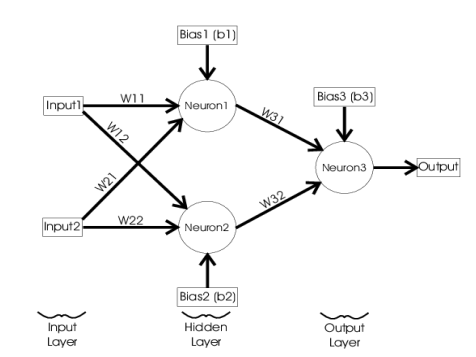 Bias1 (b1)
Bias3 (b3)
Input1
W11
Neuron1
W31
W12
Neuron3
Output
W21
W32
Input2
W22
Neuron2
Bias2 (b2)
Input
Layer
Hidden
Layer
Output
Layer